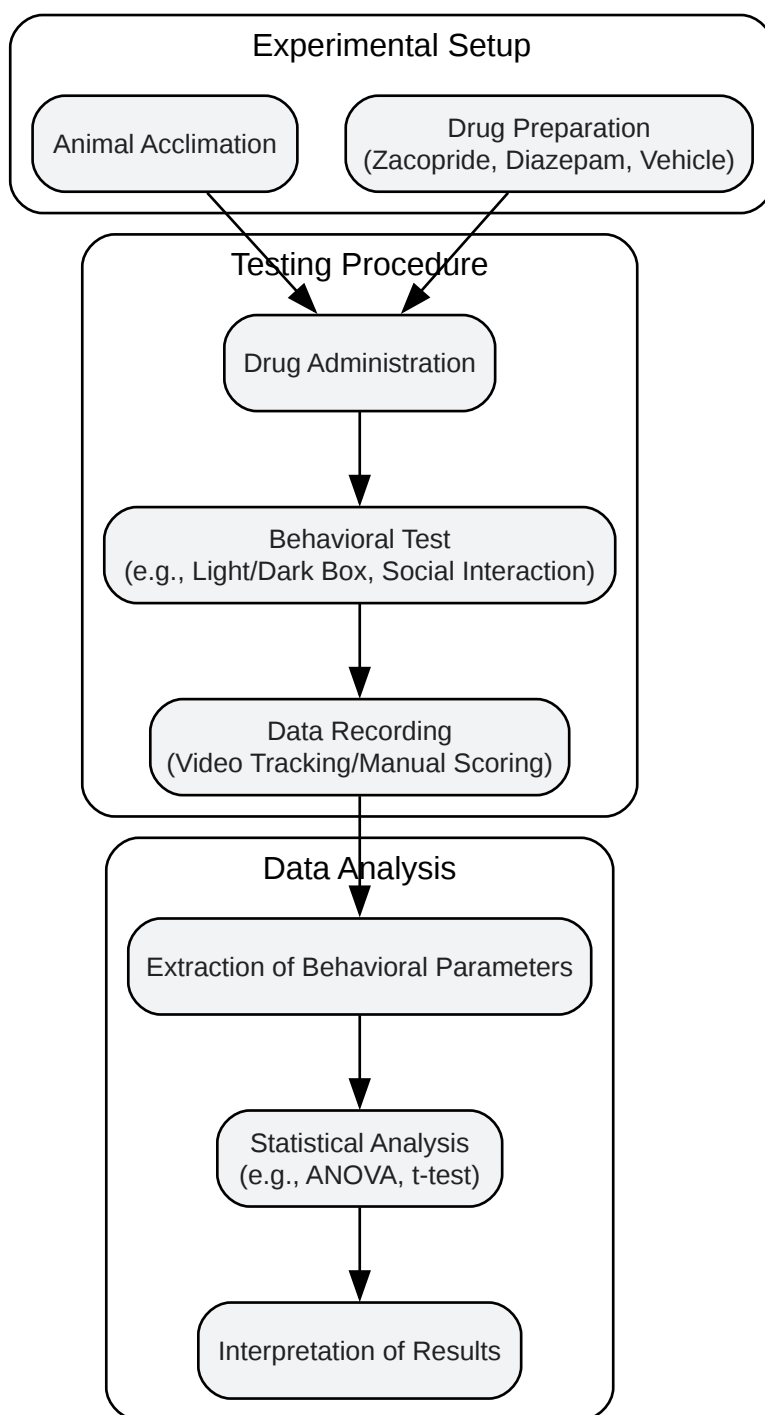 Experimental Setup
Animal Acclimation
Drug Preparation
(Zacopride, Diazepam, Vehicle)
Testing Procedure
Drug Administration
Behavioral Test
(e.g., Light/Dark Box, Social Interaction)
Data Recording
(Video Tracking/Manual Scoring)
Data Analysis
Extraction of Behavioral Parameters
Statistical Analysis
(e.g., ANOVA, t-test)
Interpretation of Results